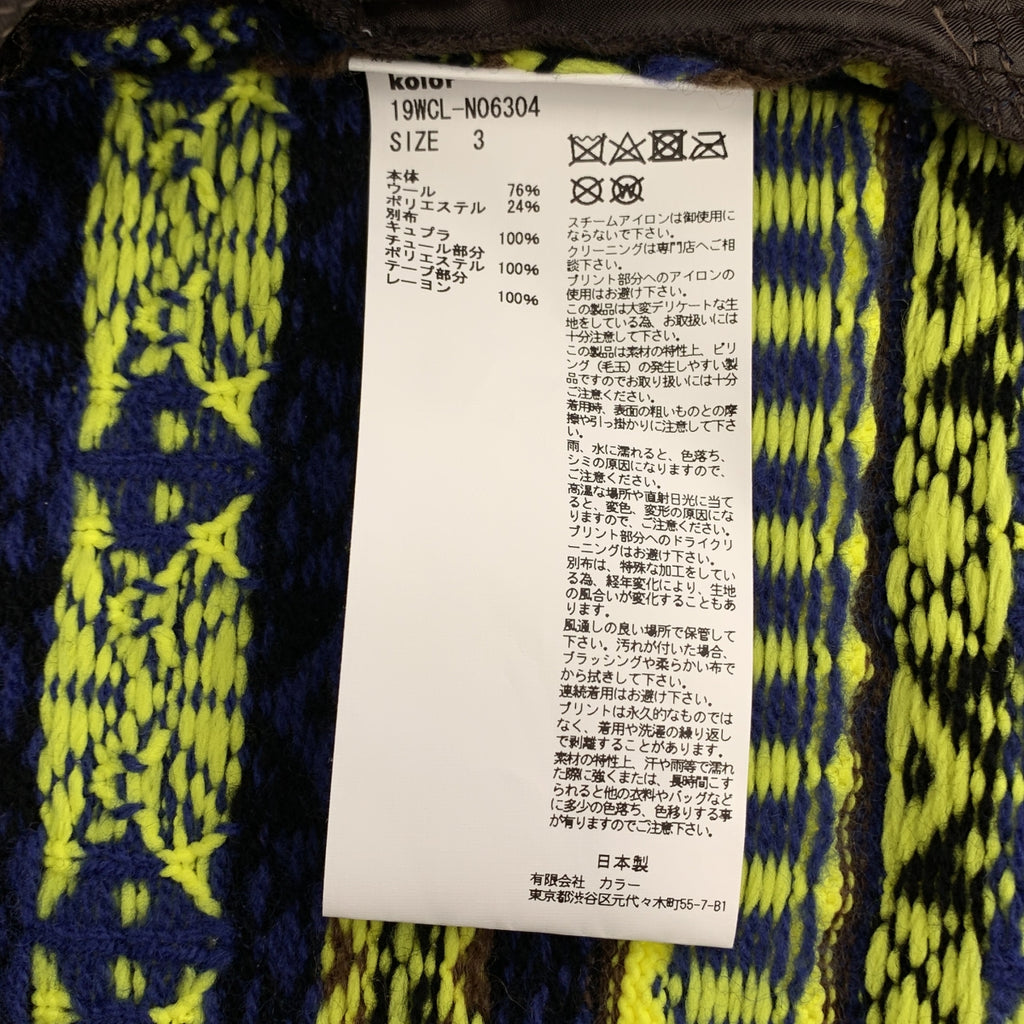 kolor
19WCL-N06304
SIZE 3
本体
ウール 76%
ポリエステル 24%
別布
キュプラ 100%
チュール部分
ポリエステル 100%
テープ部分
レーヨン 100%
W
スチームアイロンは御使用に
ならないで下さい。
クリーニングは専門店へご相
談下さい。
プリント部分へのアイロンの
使用はお避け下さい。
この製品は大変デリケートな生
地をしている為、お取扱いには
十分注意して下さい。
この製品は素材の特性上、ピリ
ング(毛玉)の発生しやすい製
品ですのでお取り扱いには十分
ご注意ください。
着用時、表面の粗いものとの摩
擦や引っ掛かりに注意して下さ
い。
雨、水に濡れると、色落ち、
シミの原因になりますので、
ご注意ください。
高温な場所や直射日光に当て
ると、変色、変形の原因にな
りますので、ご注意ください。
プリント部分へのドライクリ
ーニングはお避け下さい。
別布は、特殊な加工をしてい
る為、経年変化により、生地
の風合いが変化することもあ
ります。
風通しの良い場所で保管して
下さい。汚れが付いた場合、
ブラッシングや柔らかい布で
から拭きして下さい。
連続着用はお避け下さい。
プリントは永久的なものでは
なく、着用や洗濯の繰り返し
で剥離することがあります。
素材の特性上、汗や雨等で濡れ
た際に強くまたは、長時間こす
られると他の衣料やバッグなど
に多少の色落ち、色移りする事
が有りますのでご注意下さい。
日本製
有限会社 カラー
東京都渋谷区元代々木町55-7-B1